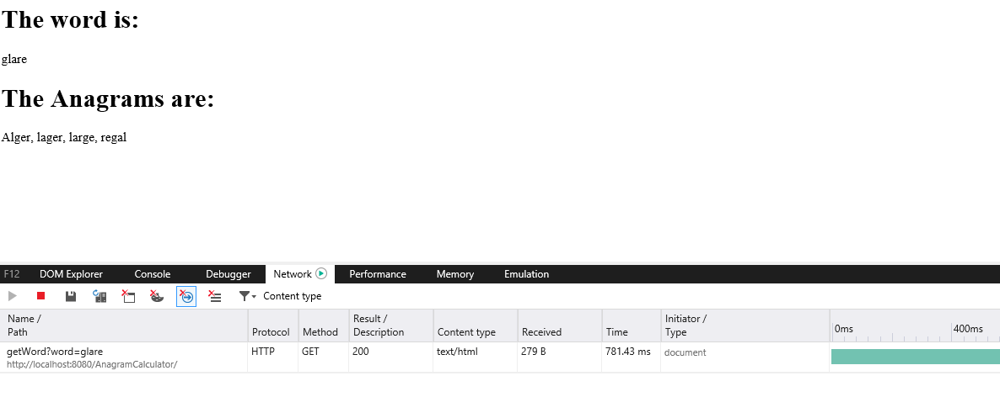 The word is:
glare
The Anagrams are:
Alger, lager, large, regal
F12 DOM Explorer Console Debugger Network Performance Memory Emulation
Content type
Name / Result / Initiator /
Path Protocol Method Description Content type Received Time Type 0ms 400ms
getWord?word=glare HTTP GET 200 text/html 279 B 781.43 ms document
http://localhost:8080/AnagramCalculator/